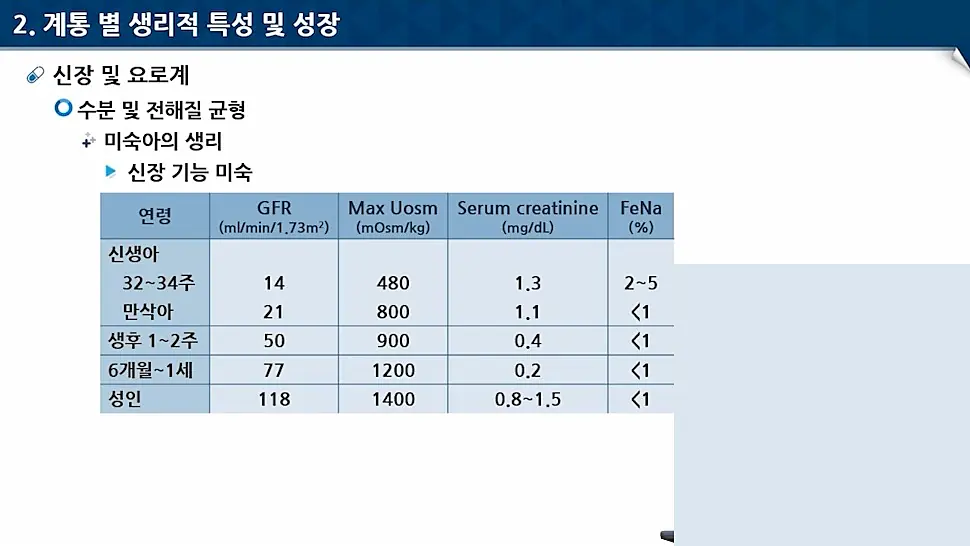 2. 계통 별 생리적 특성 및 성장
신장 및 요로계
수분 및 전해질 균형
미숙아의 생리
신장 기능 미숙
연령 GFR (ml/min/1.73m²) Max Uosm (mOsm/kg) Serum creatinine (mg/dL) FeNa (%)
신생아
32~34주 14 480 1.3 2~5
만삭아 21 800 1.1 <1
생후 1~2주 50 900 0.4 <1
6개월~1세 77 1200 0.2 <1
성인 118 1400 0.8~1.5 <1